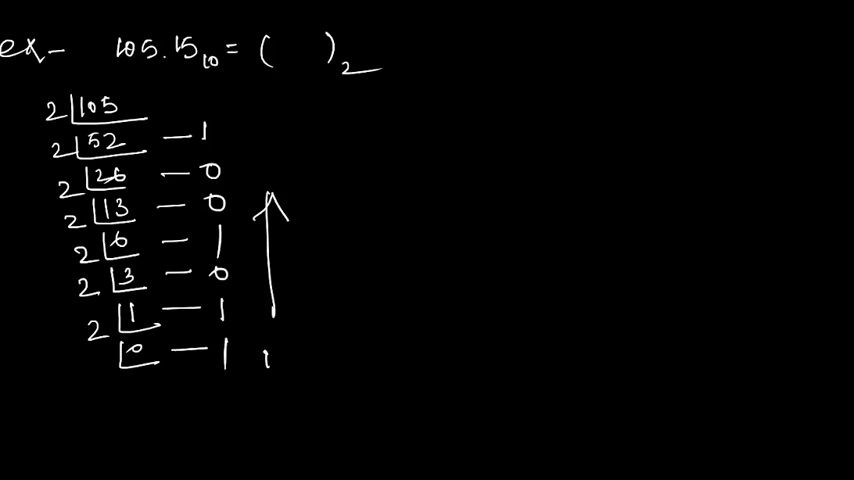 ex- 105.15₁₀ = ( )₂
2 105
2 52 — 1
2 26 — 0
2 13 — 0
2 6 — 1
2 3 — 0
2 1 — 1
0 — 1 1